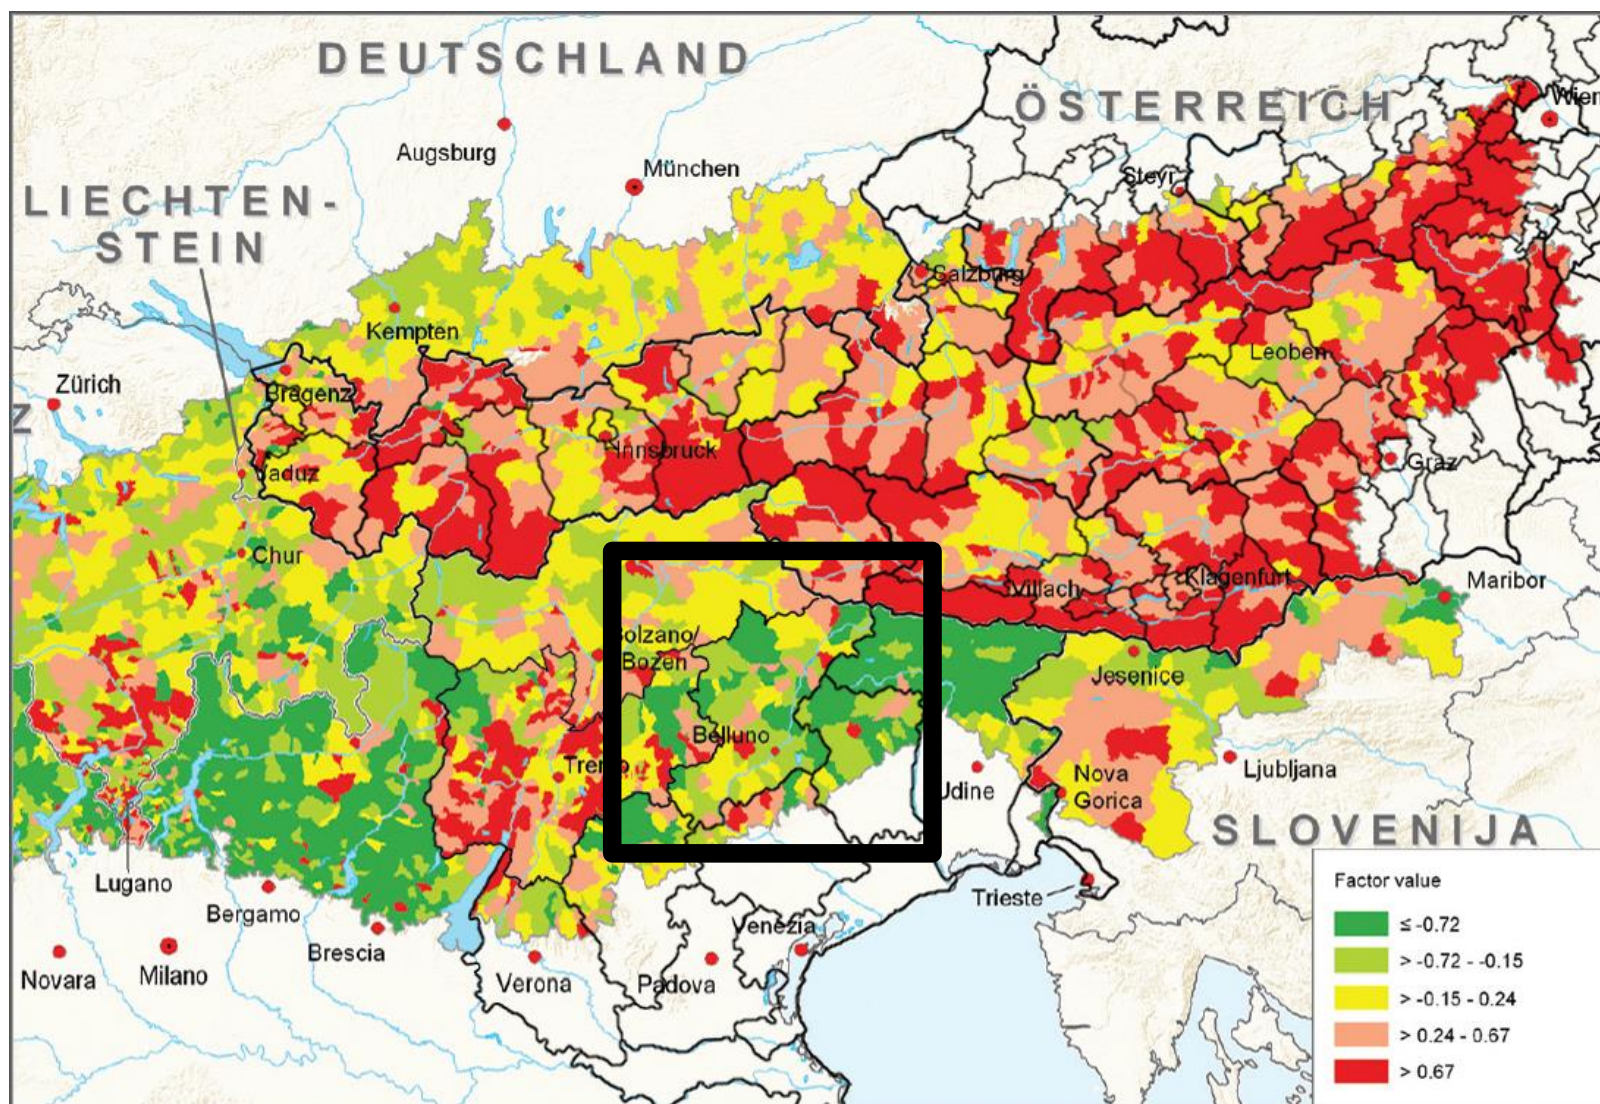 DEUTSCHLAND
ÖSTERREICH
Wien
Augsburg
München
Steyr
LIECHTEN-
STEIN
Salzburg
Kempten
Leoben
Zürich
Bregenz
Z
Innsbruck
Vaduz
Graz
Chur
Villach
Klagenfurt
Maribor
Bolzano/
Bozen
Jesenice
Belluno
Trento
Ljubljana
Nova
Gorica
Udine
SLOVENIJA
Lugano
Bergamo
Trieste
Venezia
Brescia
Novara
Milano
Verona
Padova
Factor value
≤ -0.72
> -0.72 - -0.15
> -0.15 - 0.24
> 0.24 - 0.67
> 0.67